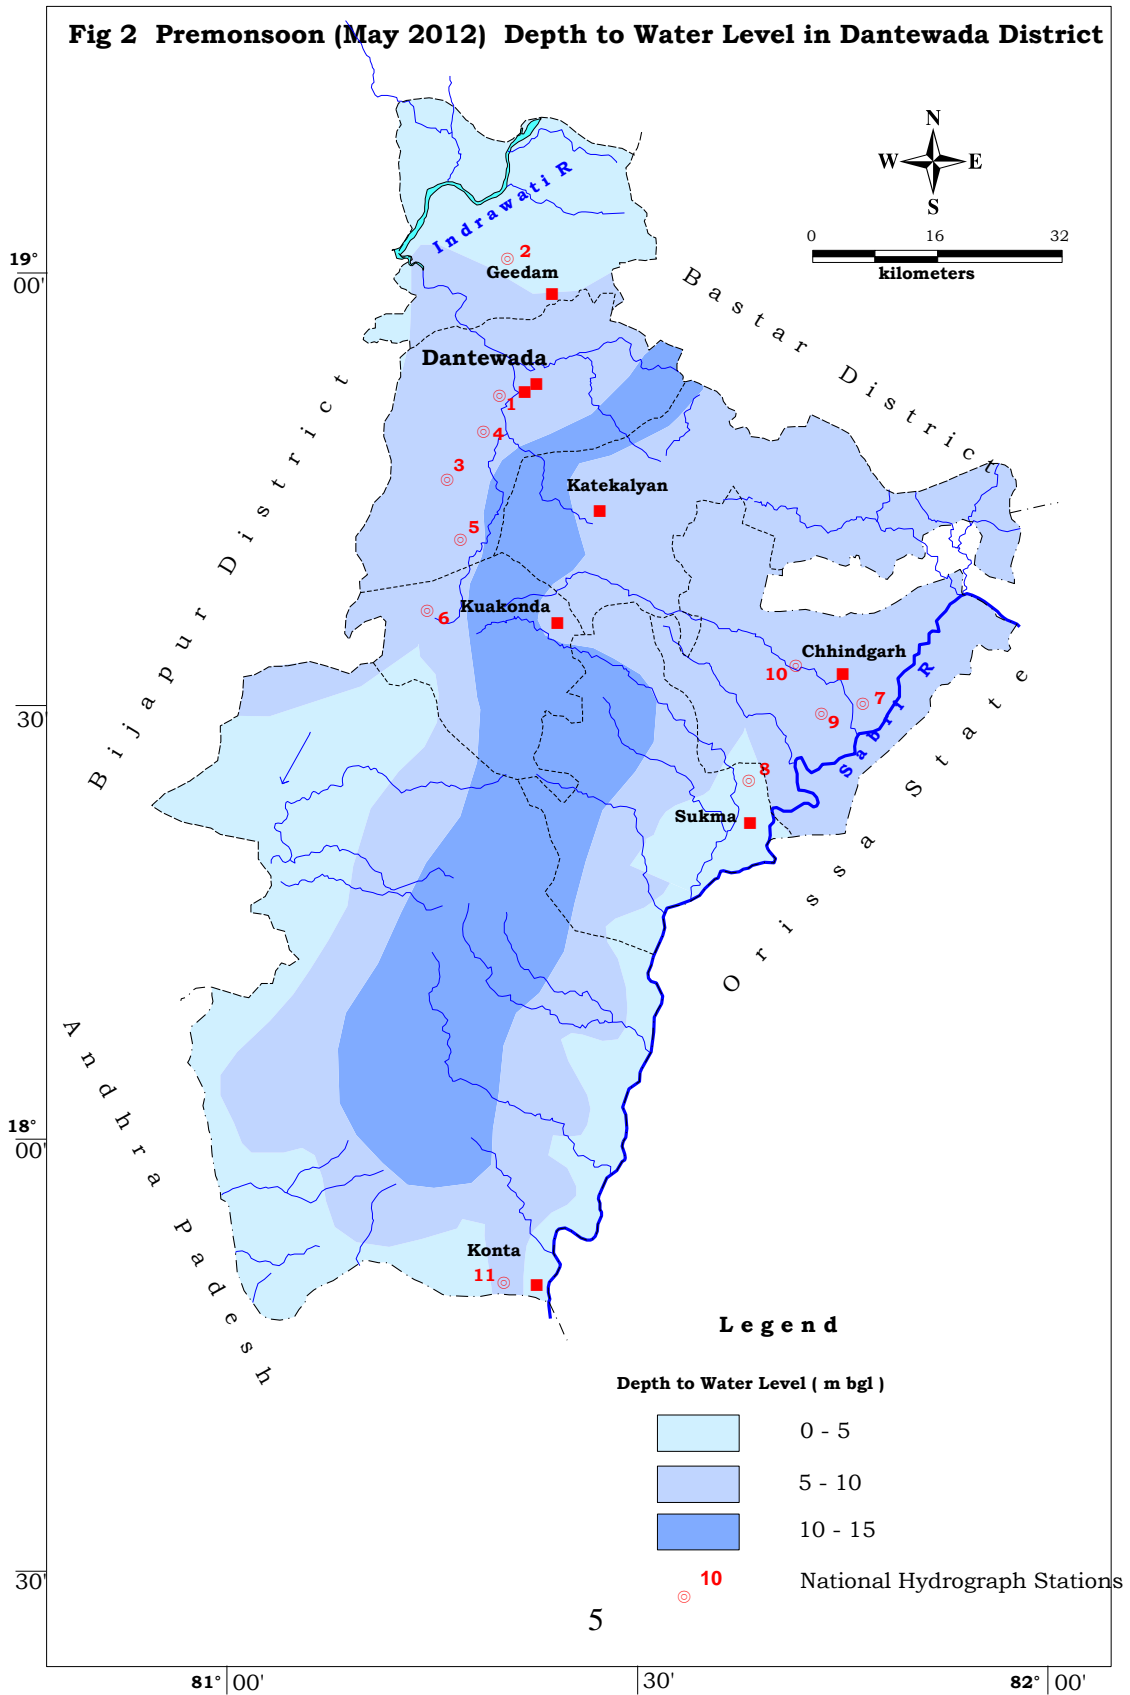 Fig 2 Premonsoon (May 2012) Depth to Water Level in Dantewada District
N
W E
S
0 16 32
kilometers
19°
00'
Indrawati R
2
Geedam
Bastar District
Dantewada
1
4
3
Katekalyan
5
Bijapur District
Kuakonda
6
Chhindgarh
10
7
9
Sabri R
30'
8
Sukma
Orissa State
Andhra Padesh
18°
00'
Konta
11
Legend
Depth to Water Level ( m bgl )
0 - 5
5 - 10
10 - 15
10 National Hydrograph Stations
30'
5
81° 00' 30' 82° 00'